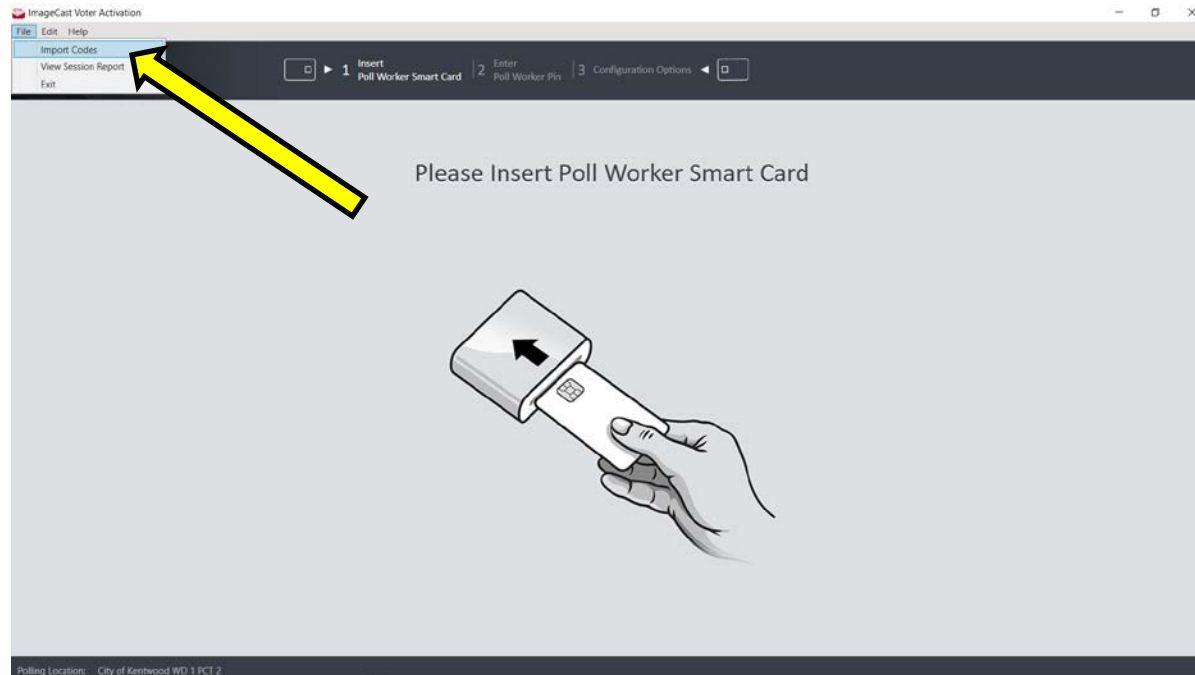 ImageCast Voter Activation
File Edit Help
Import Codes
View Session Report
Exit
1 Insert
Poll Worker Smart Card
2 Enter
Poll Worker Pin
3 Configuration Options
Please Insert Poll Worker Smart Card
Polling Location: City of Kentwood WD 1 PCT 2